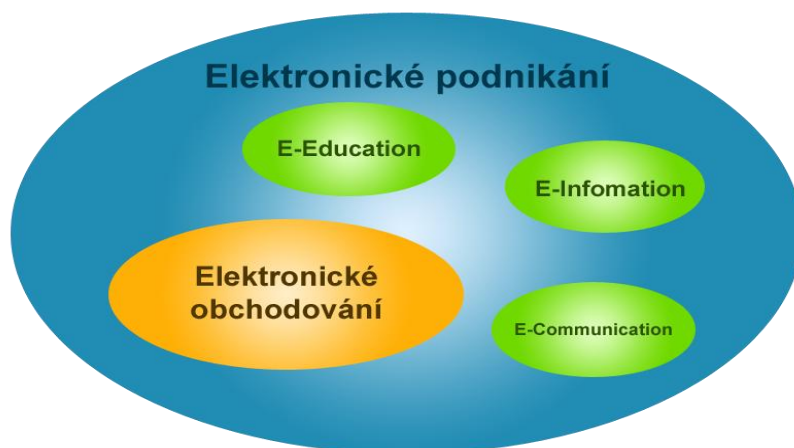 Elektronické podnikání
E-Education
E-Infomation
Elektronické
obchodování
E-Communication